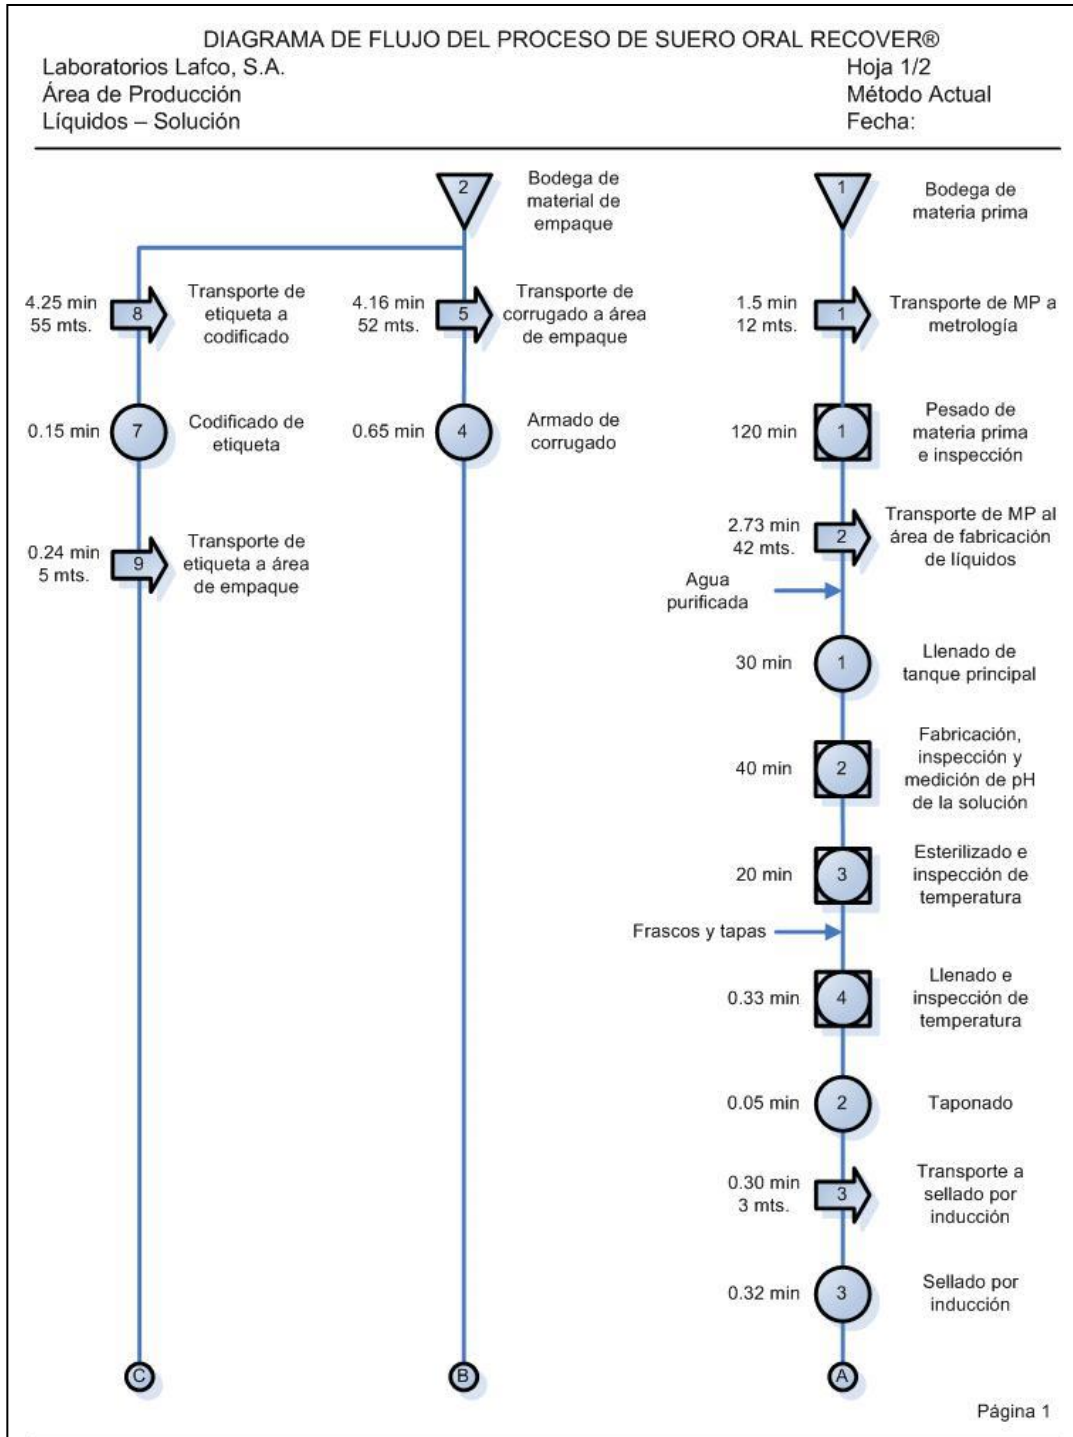 DIAGRAMA DE FLUJO DEL PROCESO DE SUERO ORAL RECOVER®
Laboratorios Lafco, S.A.
Área de Producción
Líquidos – Solución
Hoja 1/2
Método Actual
Fecha:
2
Bodega de
material de
empaque
1
Bodega de
materia prima
4.25 min
55 mts.
8
Transporte de
etiqueta a
codificado
4.16 min
52 mts.
5
Transporte de
corrugado a área
de empaque
1.5 min
12 mts.
1
Transporte de MP a
metrología
0.15 min
7
Codificado de
etiqueta
0.65 min
4
Armado de
corrugado
120 min
1
Pesado de
materia prima
e inspección
0.24 min
5 mts.
9
Transporte de
etiqueta a área
de empaque
2.73 min
42 mts.
2
Transporte de MP al
área de fabricación
de líquidos
Agua
purificada
30 min
1
Llenado de
tanque principal
40 min
2
Fabricación,
inspección y
medición de pH
de la solución
20 min
3
Esterilizado e
inspección de
temperatura
Frascos y tapas
0.33 min
4
Llenado e
inspección de
temperatura
0.05 min
2
Taponado
0.30 min
3 mts.
3
Transporte a
sellado por
inducción
0.32 min
3
Sellado por
inducción
C
B
A
Página 1